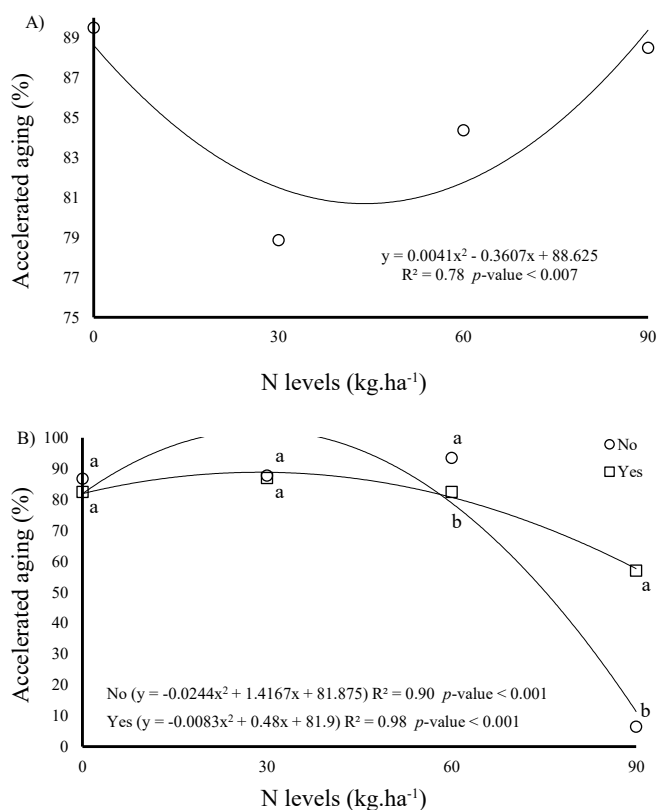 A)
Accelerated aging (%)
89
87
85
83
81
79
77
75
y = 0.0041x² - 0.3607x + 88.625
R² = 0.78 p-value < 0.007
0 30 60 90
N levels (kg.ha⁻¹)
B)
Accelerated aging (%)
100
90
80
70
60
50
40
30
20
10
0
No
Yes
a a
a a
a
b
a
b
No (y = -0.0244x² + 1.4167x + 81.875) R² = 0.90 p-value < 0.001
Yes (y = -0.0083x² + 0.48x + 81.9) R² = 0.98 p-value < 0.001
0 30 60 90
N levels (kg.ha⁻¹)